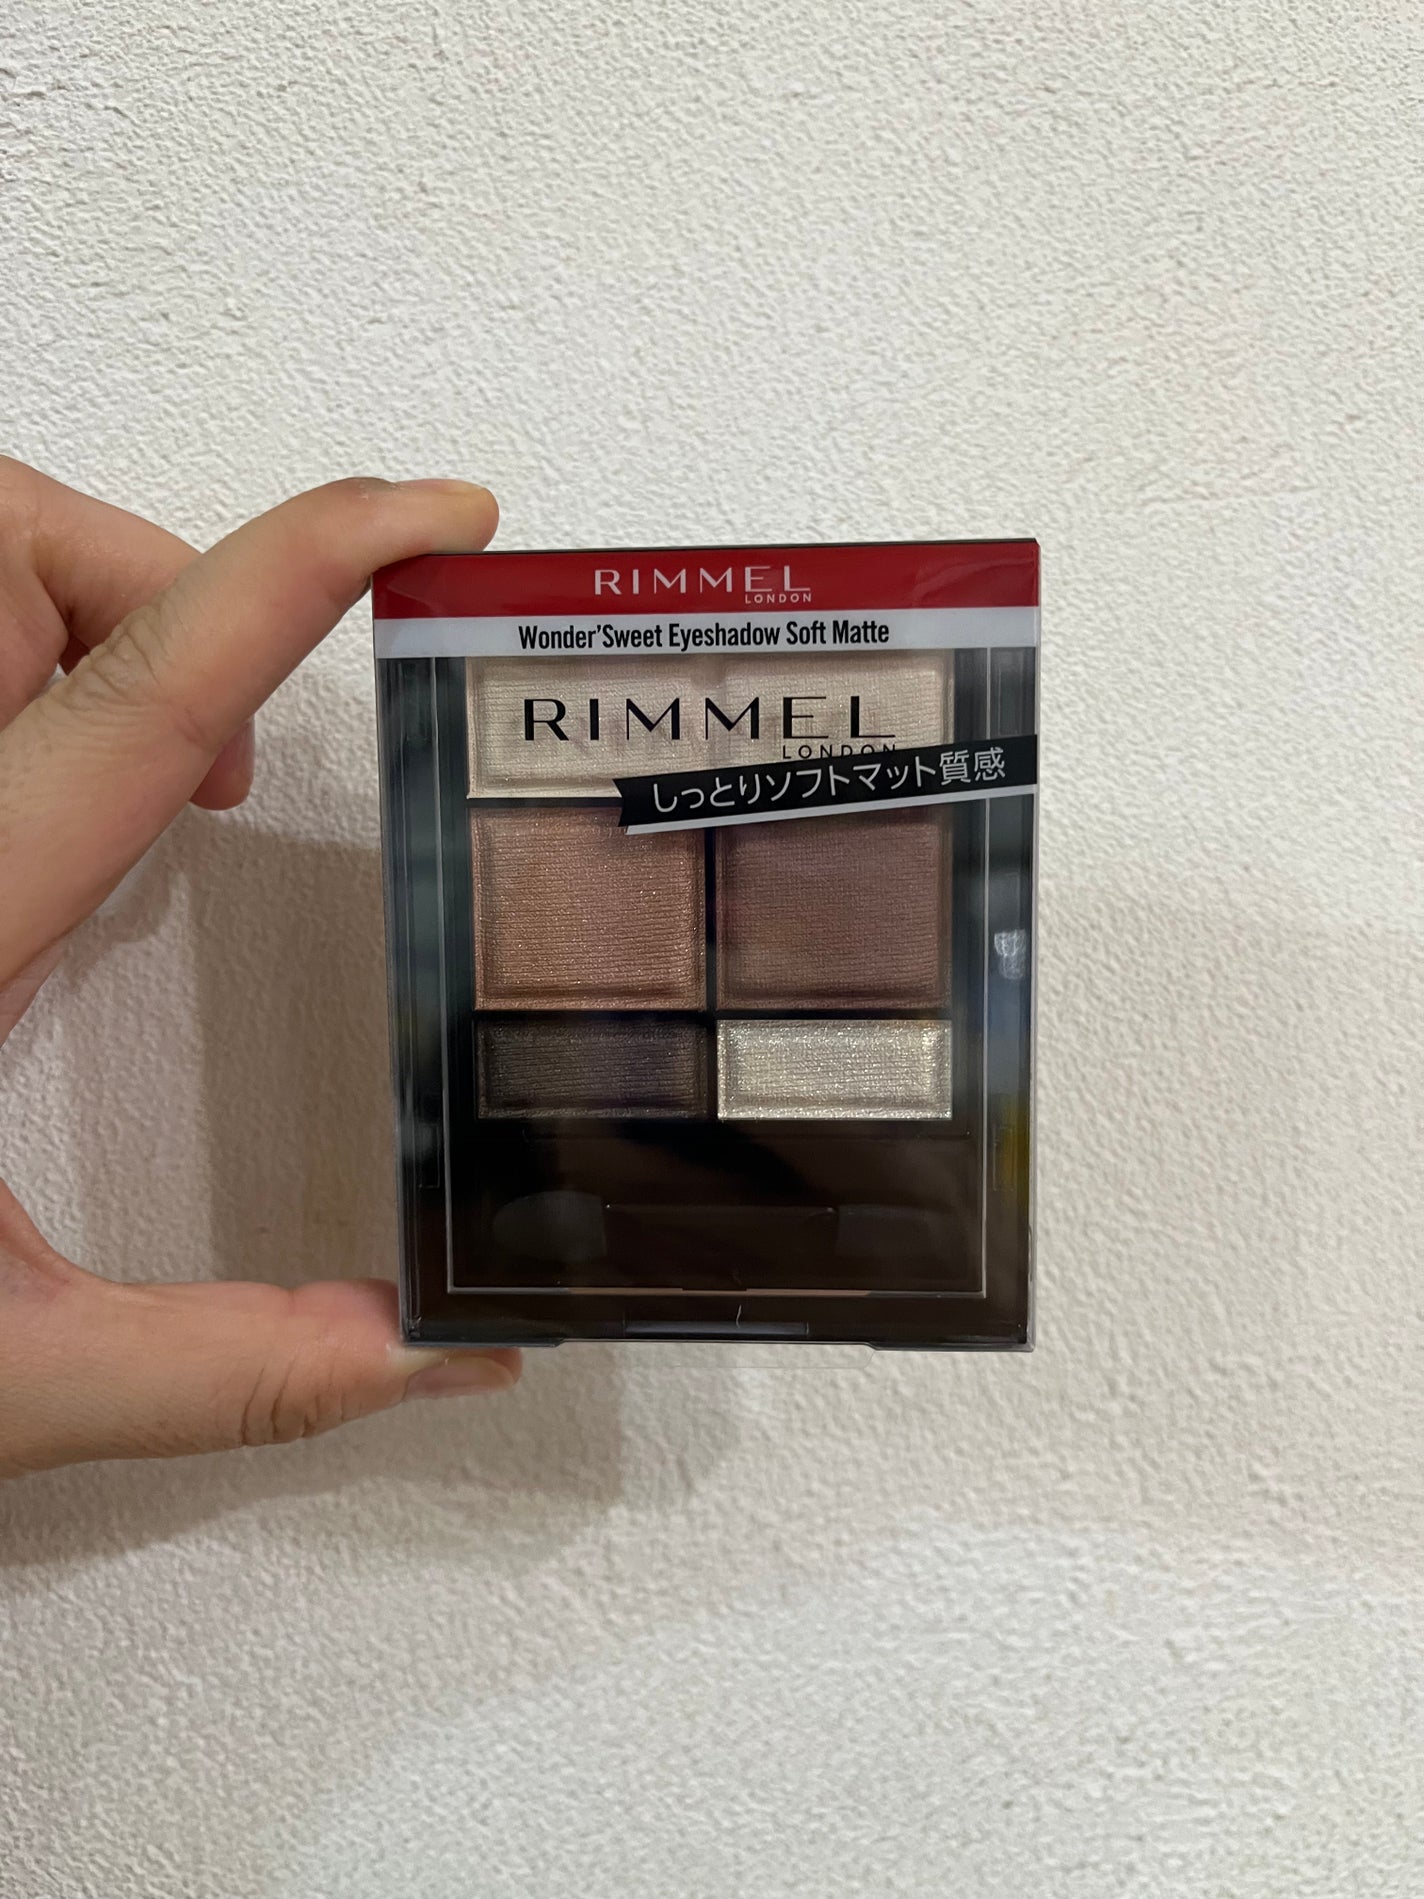 RIMMEL
LONDON
Wonder'Sweet Eyeshadow Soft Matte
RIMMEL
LONDON
しっとりソフトマット質感